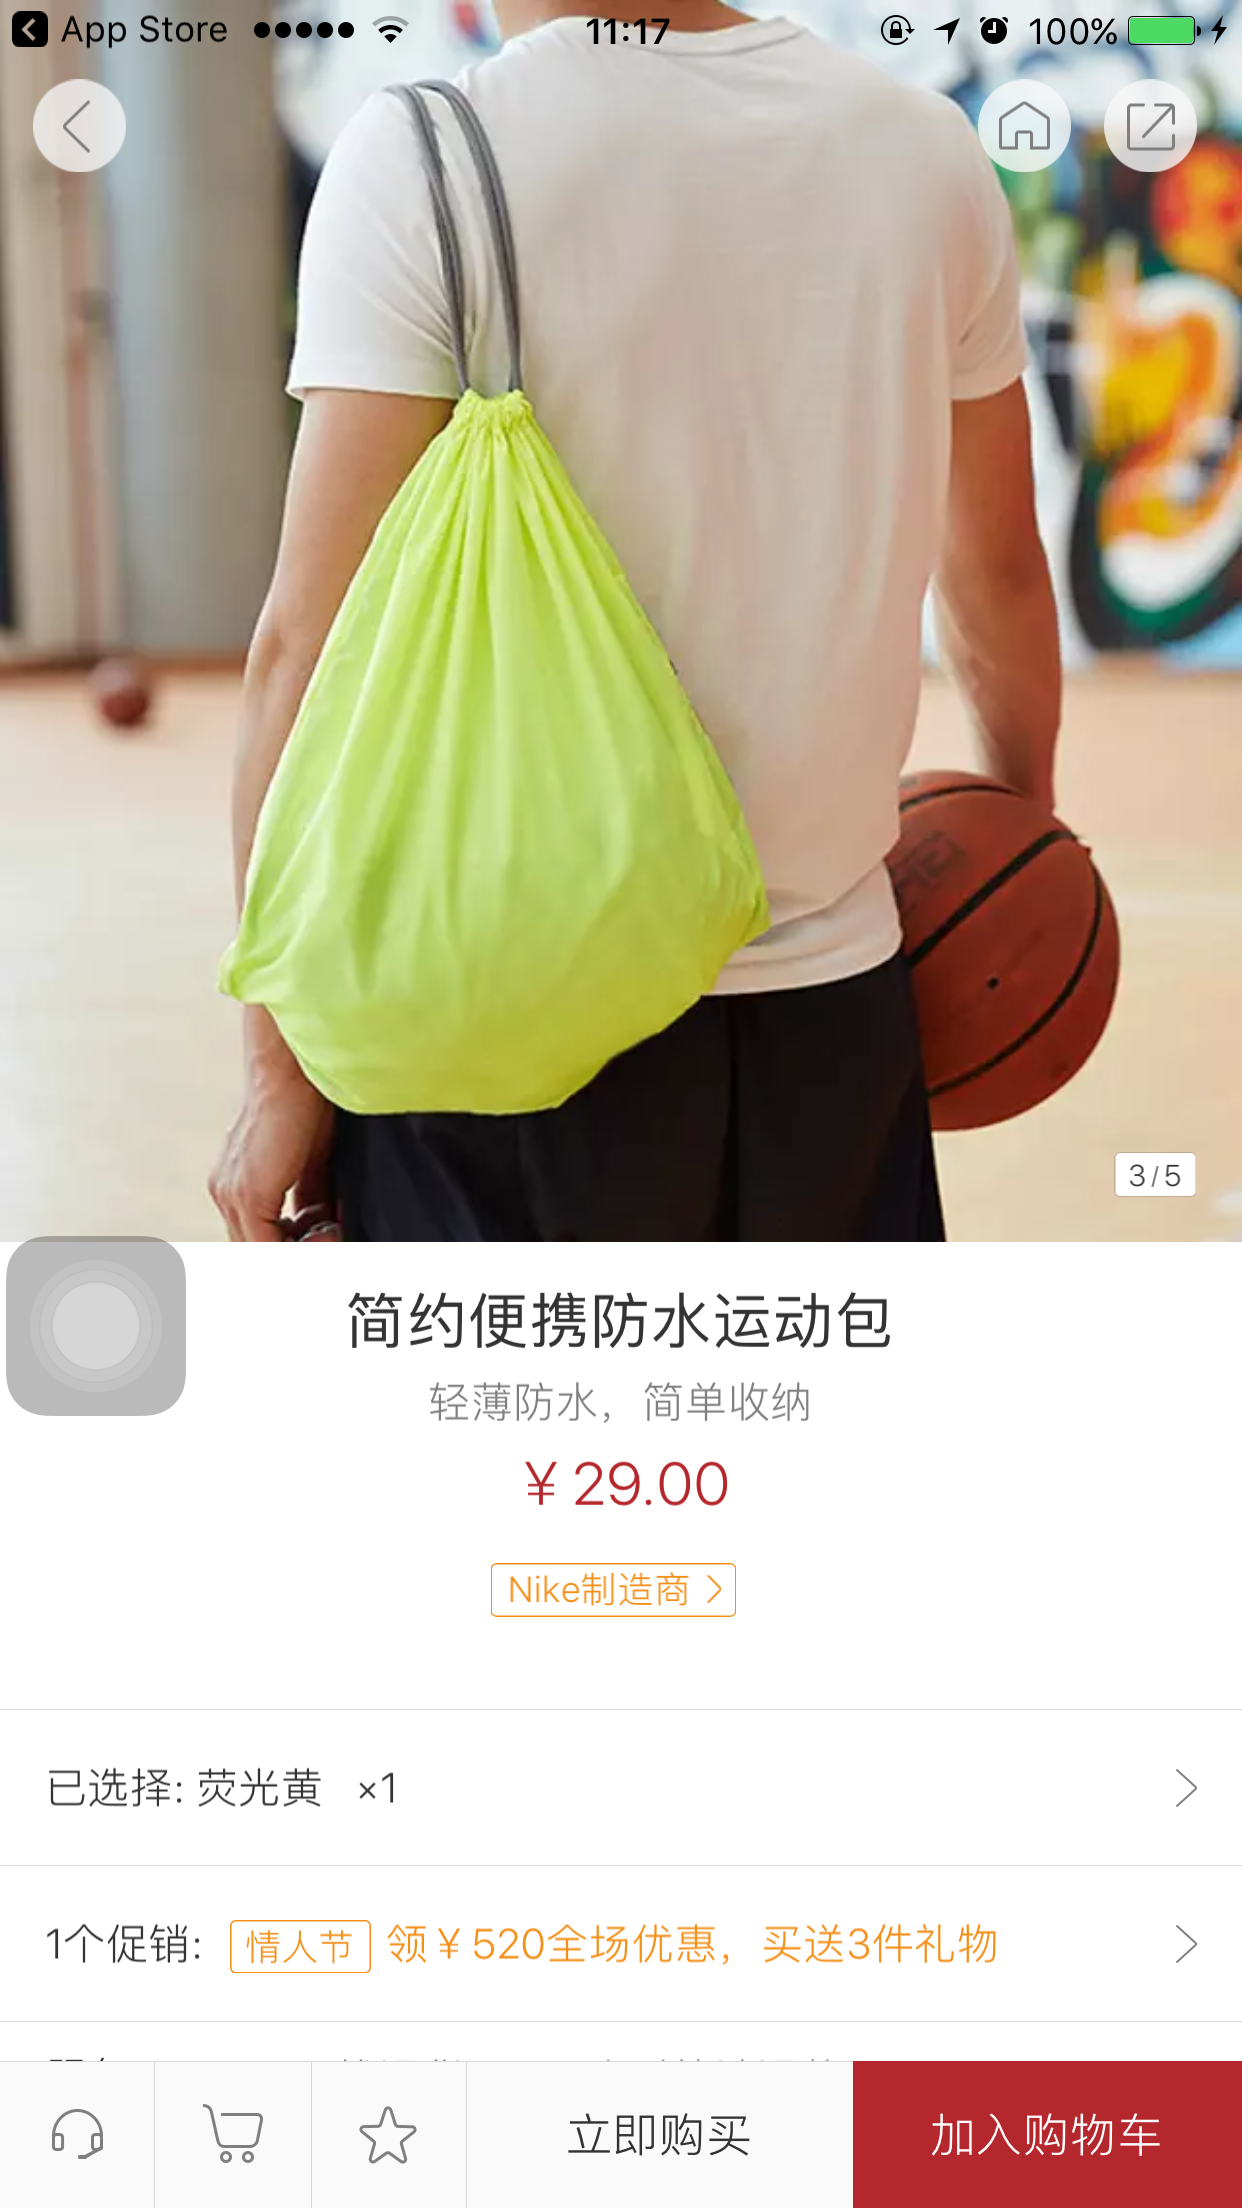 App Store
11:17
100%
3/5
简约便携防水运动包
轻薄防水，简单收纳
¥ 29.00
Nike制造商
已选择: 荧光黄 ×1
1个促销: 情人节 领¥520全场优惠，买送3件礼物
立即购买
加入购物车